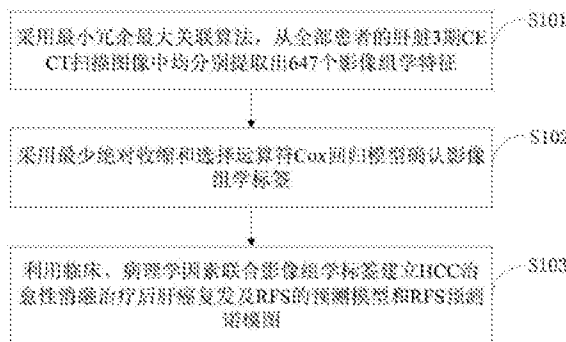 S101
采用最小冗余最大关联算法，从全部患者的肝脏3期CE
CT扫描图像中均分别提取出647个影像组学特征
S102
采用最少绝对收缩和选择运算符Cox回归模型确认影像
组学标签
S103
利用临床、病理学因素联合影像组学标签建立HCC治
愈性消融治疗后肝癌复发及RFS的预测模型和RFS预测
诺模图